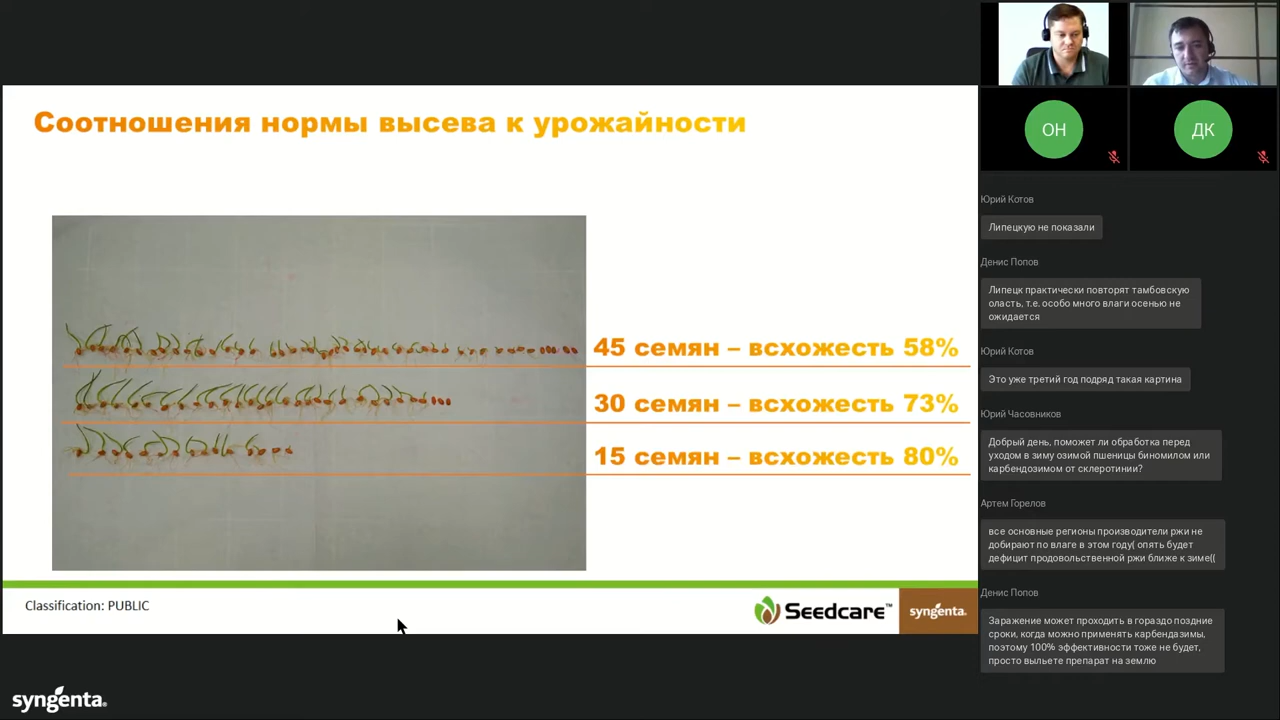 Соотношения нормы высева к урожайности
45 семян – всхожесть 58%
30 семян – всхожесть 73%
15 семян – всхожесть 80%
Classification: PUBLIC
Seedcare™
syngenta.
syngenta.
ОН
ДК
Юрий Котов
Липецкую не показали
Денис Попов
Липецк практически повторят тамбовскую
оласть, т.е. особо много влаги осенью не
ожидается
Юрий Котов
Это уже третий год подряд такая картина
Юрий Часовников
Добрый день, поможет ли обработка перед
уходом в зиму озимой пшеницы биномилом или
карбендозимом от склеротинии?
Артем Горелов
все основные регионы производители ржи не
добирают по влаге в этом году( опять будет
дефицит продовольственной ржи ближе к зиме((
Денис Попов
Заражение может проходить в гораздо поздние
сроки, когда можно применять карбендазимы,
поэтому 100% эффективности тоже не будет,
просто выльете препарат на землю